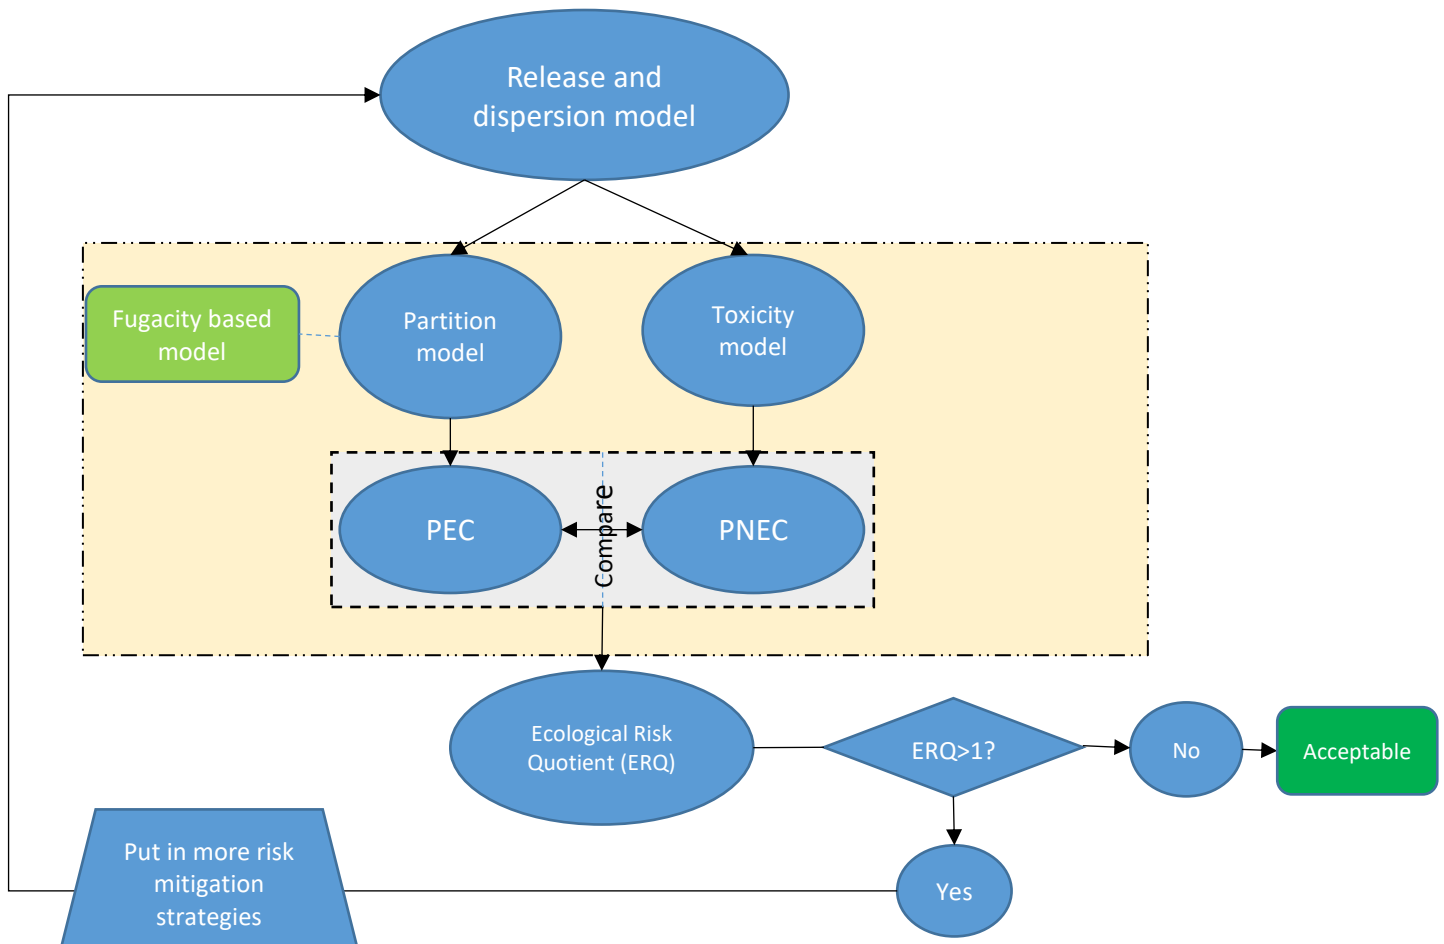 Release and
dispersion model
Fugacity based
model
Partition
model
Toxicity
model
PEC
Compare
PNEC
Ecological Risk
Quotient (ERQ)
ERQ>1?
No
Acceptable
Put in more risk
mitigation
strategies
Yes